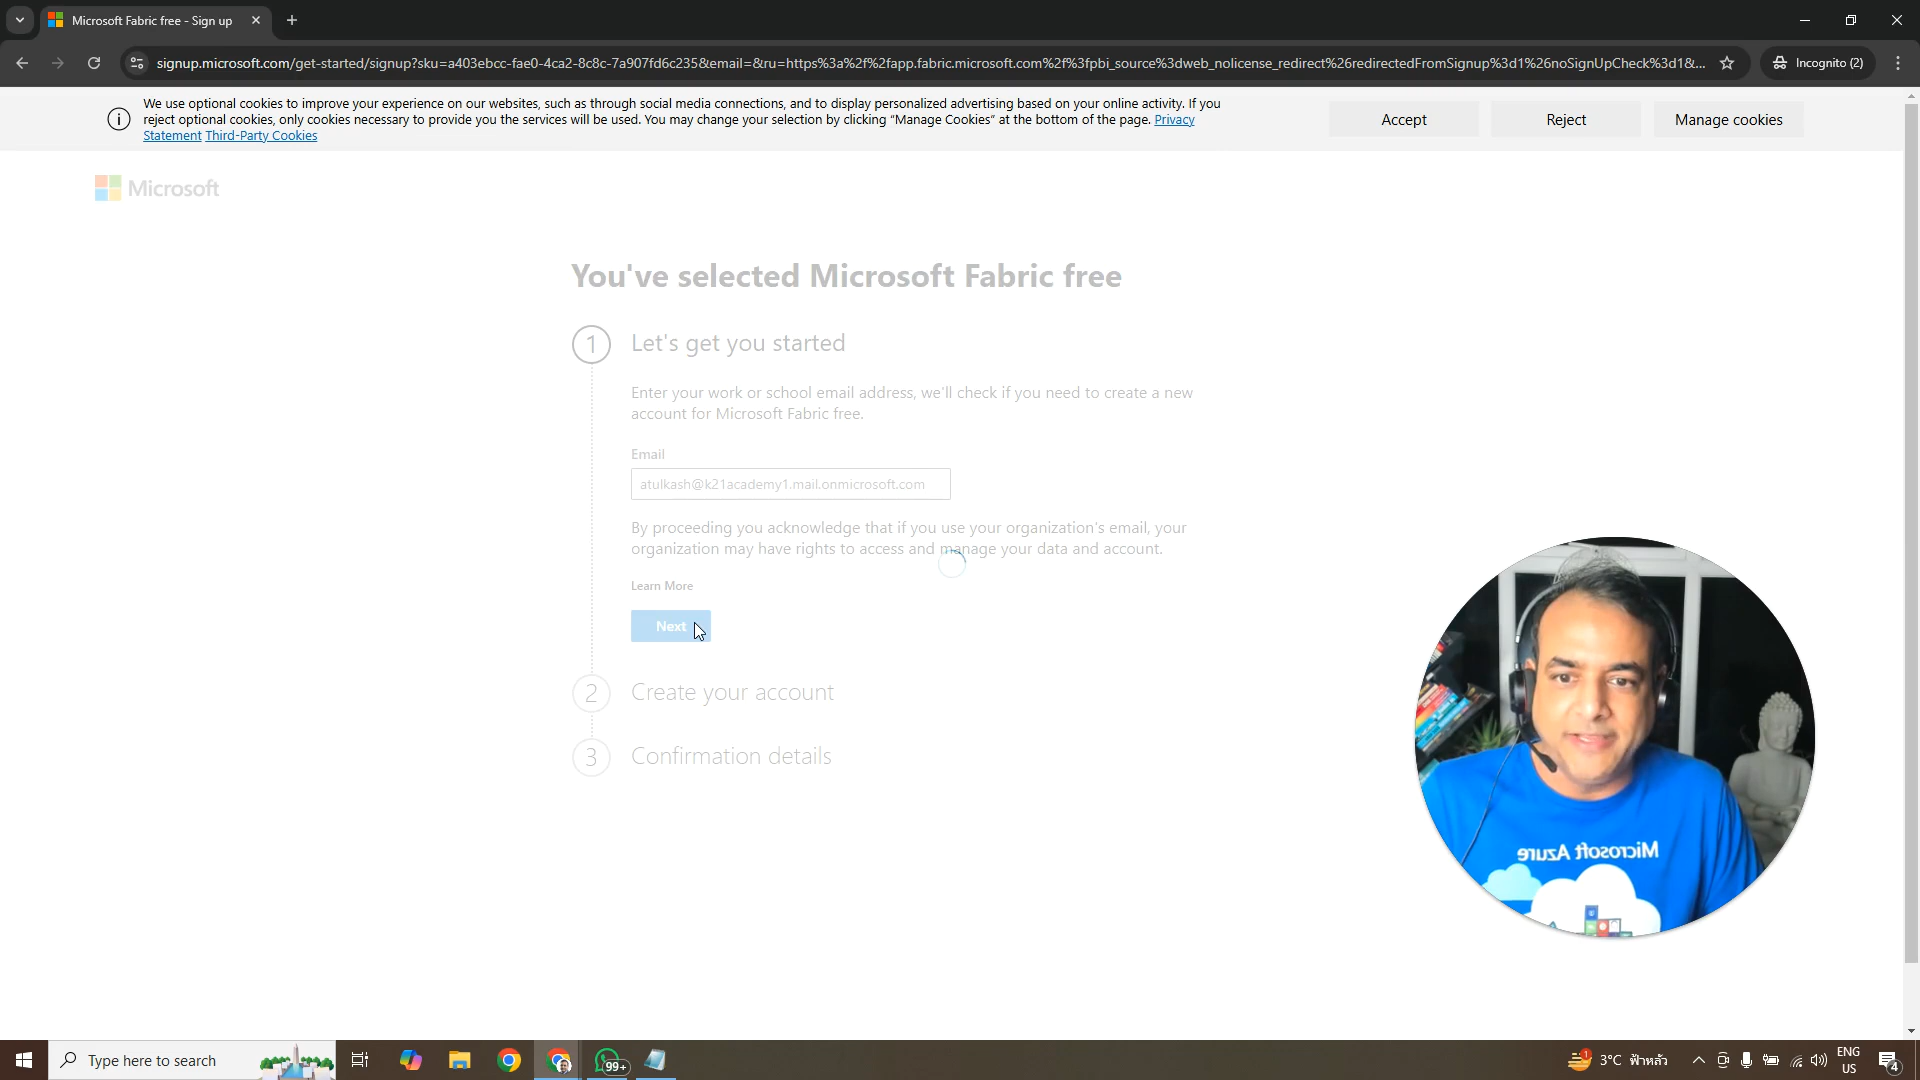 Microsoft Fabric free - Sign up
signup.microsoft.com/get-started/signup?sku=a403ebcc-fae0-4ca2-8c8c-7a907fd6c235&email=&ru=https%3a%2f%2fapp.fabric.microsoft.com%2f%3fpbi_source%3dweb_nolicense_redirect%26redirectedFromSignup%3d1%26noSignUpCheck%3d1&...
Incognito (2)
We use optional cookies to improve your experience on our websites, such as through social media connections, and to display personalized advertising based on your online activity. If you
reject optional cookies, only cookies necessary to provide you the services will be used. You may change your selection by clicking “Manage Cookies” at the bottom of the page. Privacy
Statement Third-Party Cookies
Accept
Reject
Manage cookies
Microsoft
You've selected Microsoft Fabric free
1
Let's get you started
Enter your work or school email address, we'll check if you need to create a new
account for Microsoft Fabric free.
Email
atulkash@k21academy1.mail.onmicrosoft.com
By proceeding you acknowledge that if you use your organization's email, your
organization may have rights to access and manage your data and account.
Learn More
Next
2
Create your account
3
Confirmation details
Microsoft Azure
Type here to search
99+
1
3°C ฟ้าหลัว
ENG
US
4